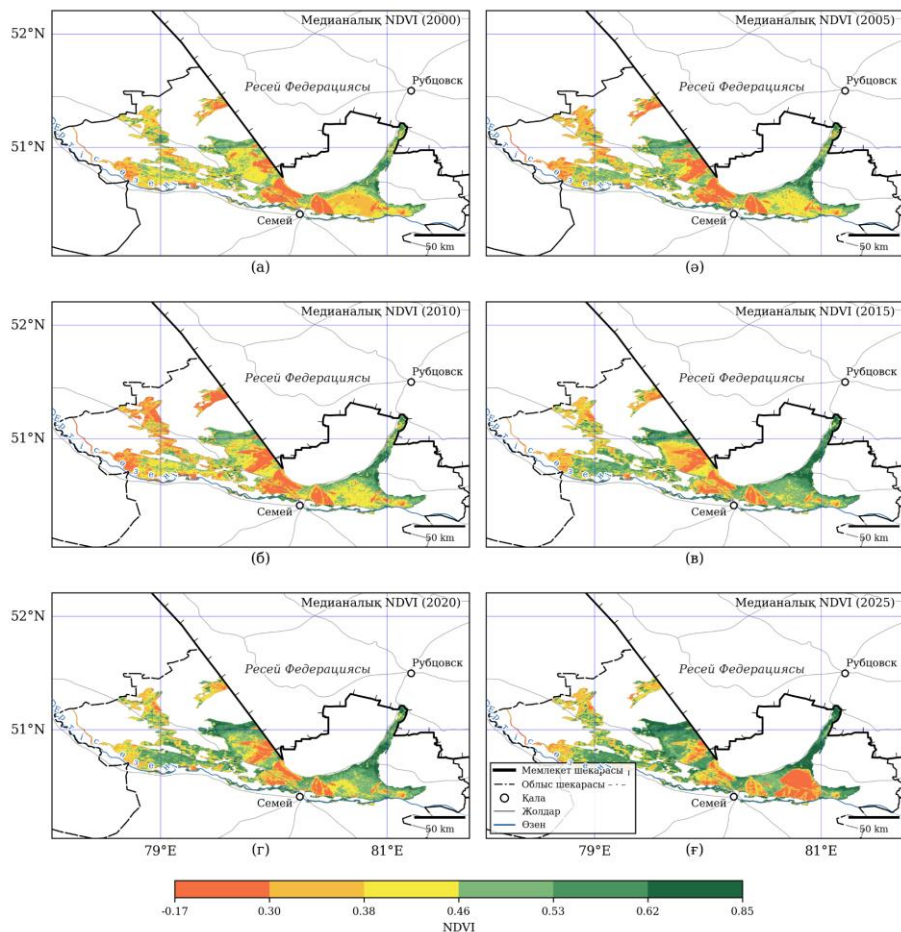 Медианалық NDVI (2000)
52°N
Рубцовск
Ресей Федерациясы
51°N
Семей
50 km
(а)
Медианалық NDVI (2005)
Рубцовск
Ресей Федерациясы
Семей
50 km
(ә)
Медианалық NDVI (2010)
52°N
Рубцовск
Ресей Федерациясы
51°N
Семей
50 km
(б)
Медианалық NDVI (2015)
Рубцовск
Ресей Федерациясы
Семей
50 km
(в)
Медианалық NDVI (2020)
52°N
Рубцовск
Ресей Федерациясы
51°N
Семей
50 km
79°E
81°E
(г)
Медианалық NDVI (2025)
Рубцовск
Ресей Федерациясы
Семей
50 km
Мемлекет шекарасы
Облыс шекарасы
Қала
Жолдар
Өзен
79°E
81°E
(ғ)
-0.17 0.30 0.38 0.46 0.53 0.62 0.85
NDVI